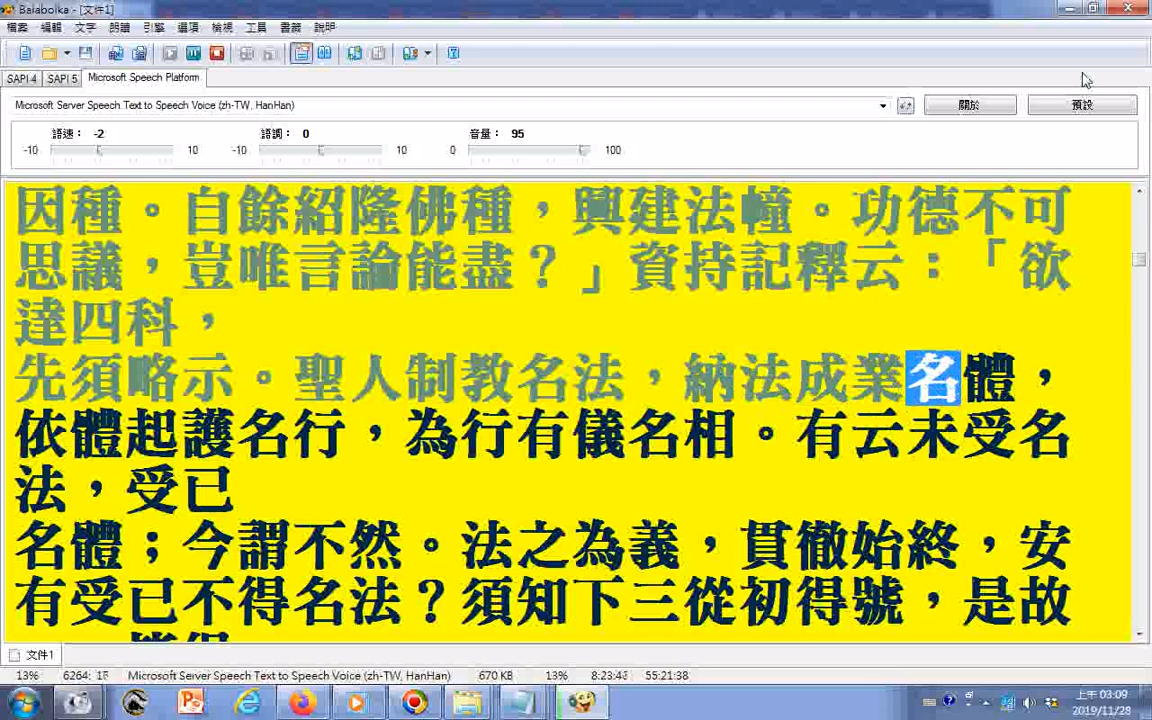 Balabolka - [文件1]
檔案 編輯 文字 朗讀 引擎 選項 檢視 工具 書籤 說明
SAPI 4 SAPI 5 Microsoft Speech Platform
Microsoft Server Speech Text to Speech Voice (zh-TW, HanHan) 關於 預設
語速： -2 語調： 0 音量： 95
-10 10 -10 10 0 100
因種。自餘紹隆佛種，興建法幢。功德不可
思議，豈唯言論能盡？」資持記釋云：「欲
達四科，
先須略示。聖人制教名法，納法成業名體，
依體起護名行，為行有儀名相。有云未受名
法，受已
名體；今謂不然。法之為義，貫徹始終，安
有受已不得名法？須知下三從初得號，是故
文件1
13% 6264: Microsoft Server Speech Text to Speech Voice (zh-TW, HanHan) 670 KB 13% 8:23:43 55:21:38
上午 03:09
2019/11/28